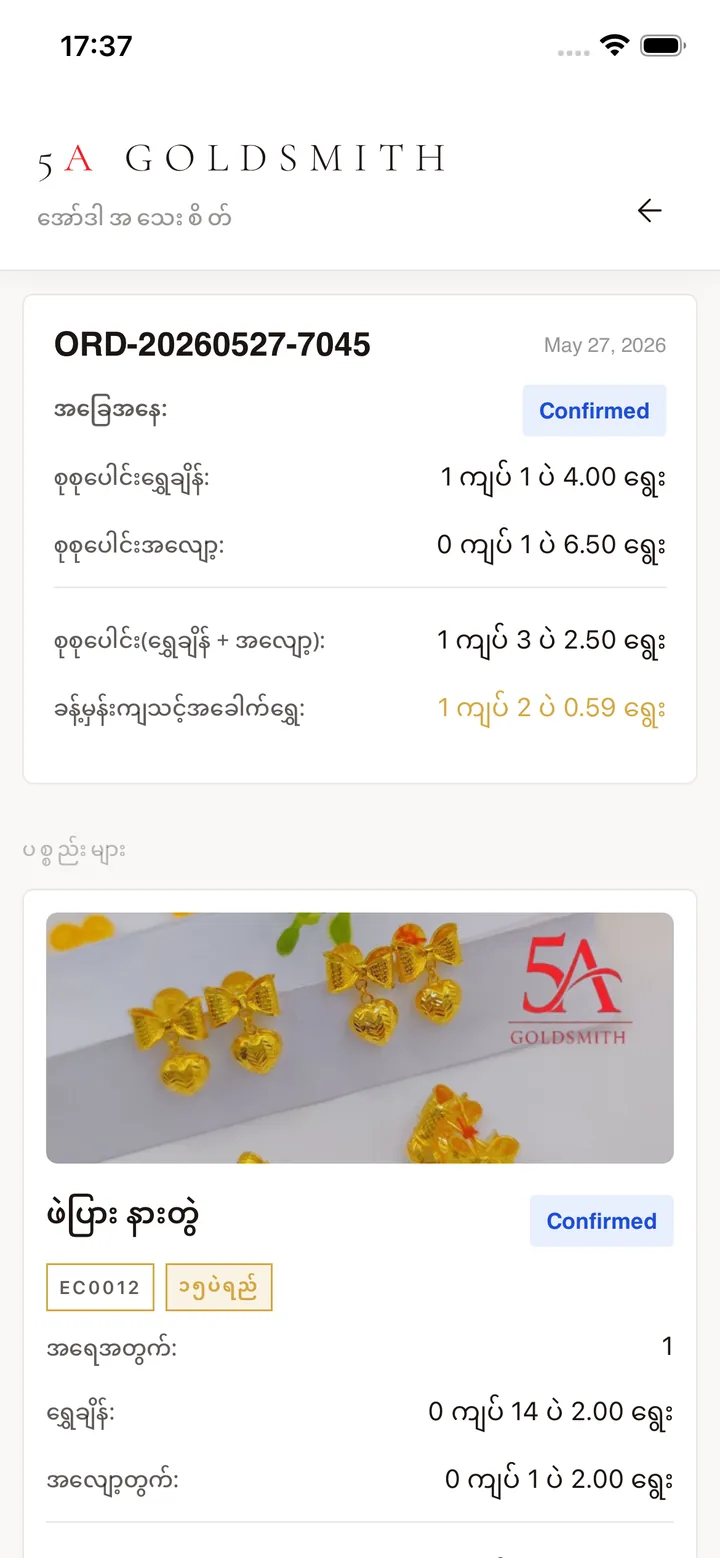 17:37
5A GOLDSMITH
အော်ဒါ အသေးစိတ်
ORD-20260527-7045
May 27, 2026
အခြေအနေ:
Confirmed
စုစုပေါင်းရွှေချိန်:
1 ကျပ် 1 ပဲ 4.00 ရွေး
စုစုပေါင်းအလျော့:
0 ကျပ် 1 ပဲ 6.50 ရွေး
စုစုပေါင်း(ရွှေချိန် + အလျော့):
1 ကျပ် 3 ပဲ 2.50 ရွေး
ခန့်မှန်းကျသင့်အခေါက်ရွှေ:
1 ကျပ် 2 ပဲ 0.59 ရွေး
ပစ္စည်းများ
5A
GOLDSMITH
ဖဲပြား နားတွဲ
Confirmed
EC0012
၁၅ပဲရည်
အရေအတွက်:
1
ရွှေချိန်:
0 ကျပ် 14 ပဲ 2.00 ရွေး
အလျော့တွက်:
0 ကျပ် 1 ပဲ 2.00 ရွေး